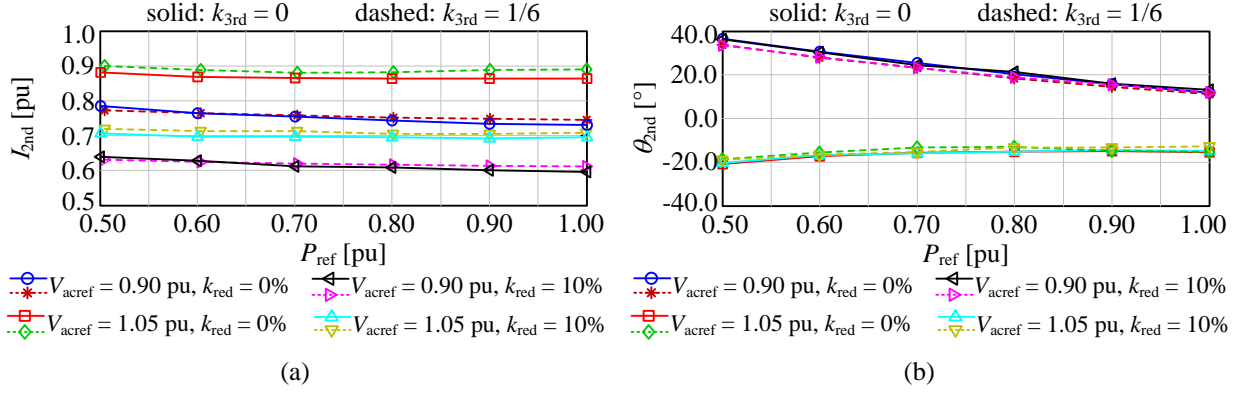 solid: k3rd = 0 dashed: k3rd = 1/6
1.0
0.9
0.8
0.7
0.6
0.5
I2nd [pu]
0.50 0.60 0.70 0.80 0.90 1.00
Pref [pu]
Vacref = 0.90 pu, kred = 0% Vacref = 0.90 pu, kred = 10%
Vacref = 1.05 pu, kred = 0% Vacref = 1.05 pu, kred = 10%
(a)
solid: k3rd = 0 dashed: k3rd = 1/6
40.0
20.0
0.0
-20.0
-40.0
θ2nd [°]
0.50 0.60 0.70 0.80 0.90 1.00
Pref [pu]
Vacref = 0.90 pu, kred = 0% Vacref = 0.90 pu, kred = 10%
Vacref = 1.05 pu, kred = 0% Vacref = 1.05 pu, kred = 10%
(b)